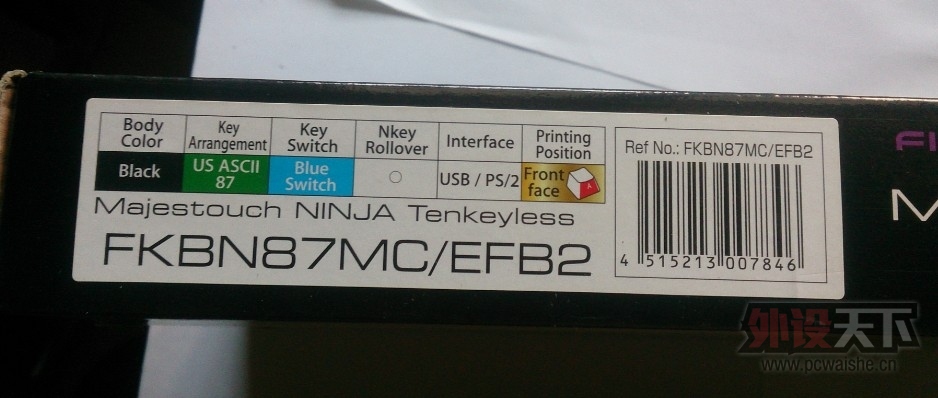 Body Color
Key Arrangement
Key Switch
Nkey Rollover
Interface
Printing Position
Black
US ASCII 87
Blue Switch
○
USB / PS/2
Front face
A
Majestouch NINJA Tenkeyless
FKBN87MC/EFB2
Ref No.: FKBN87MC/EFB2
4 515213 007846
FI
M
外设天下
www.pcwaishe.cn